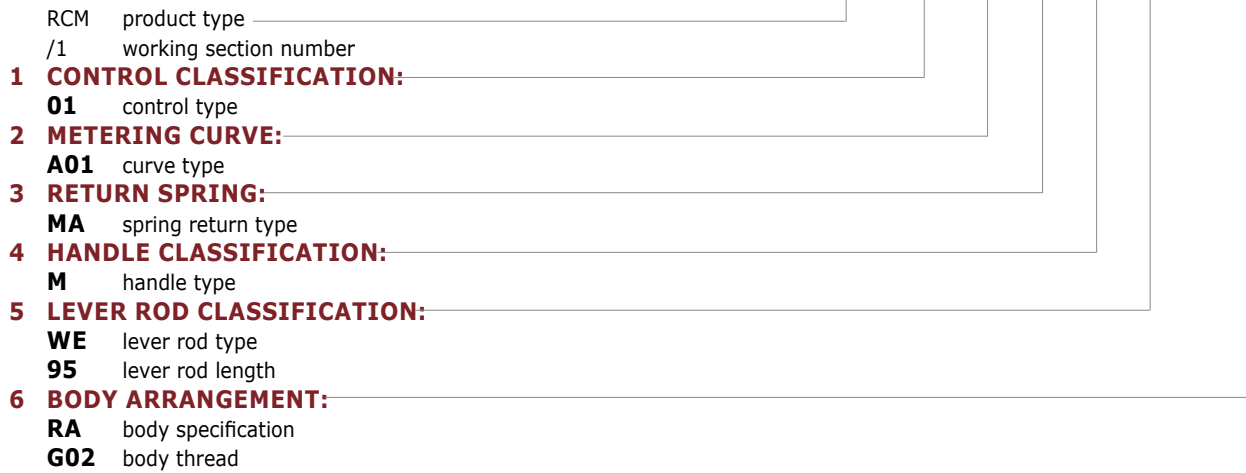 RCM product type
/1 working section number
1 CONTROL CLASSIFICATION:
01 control type
2 METERING CURVE:
A01 curve type
3 RETURN SPRING:
MA spring return type
4 HANDLE CLASSIFICATION:
M handle type
5 LEVER ROD CLASSIFICATION:
WE lever rod type
95 lever rod length
6 BODY ARRANGEMENT:
RA body specification
G02 body thread